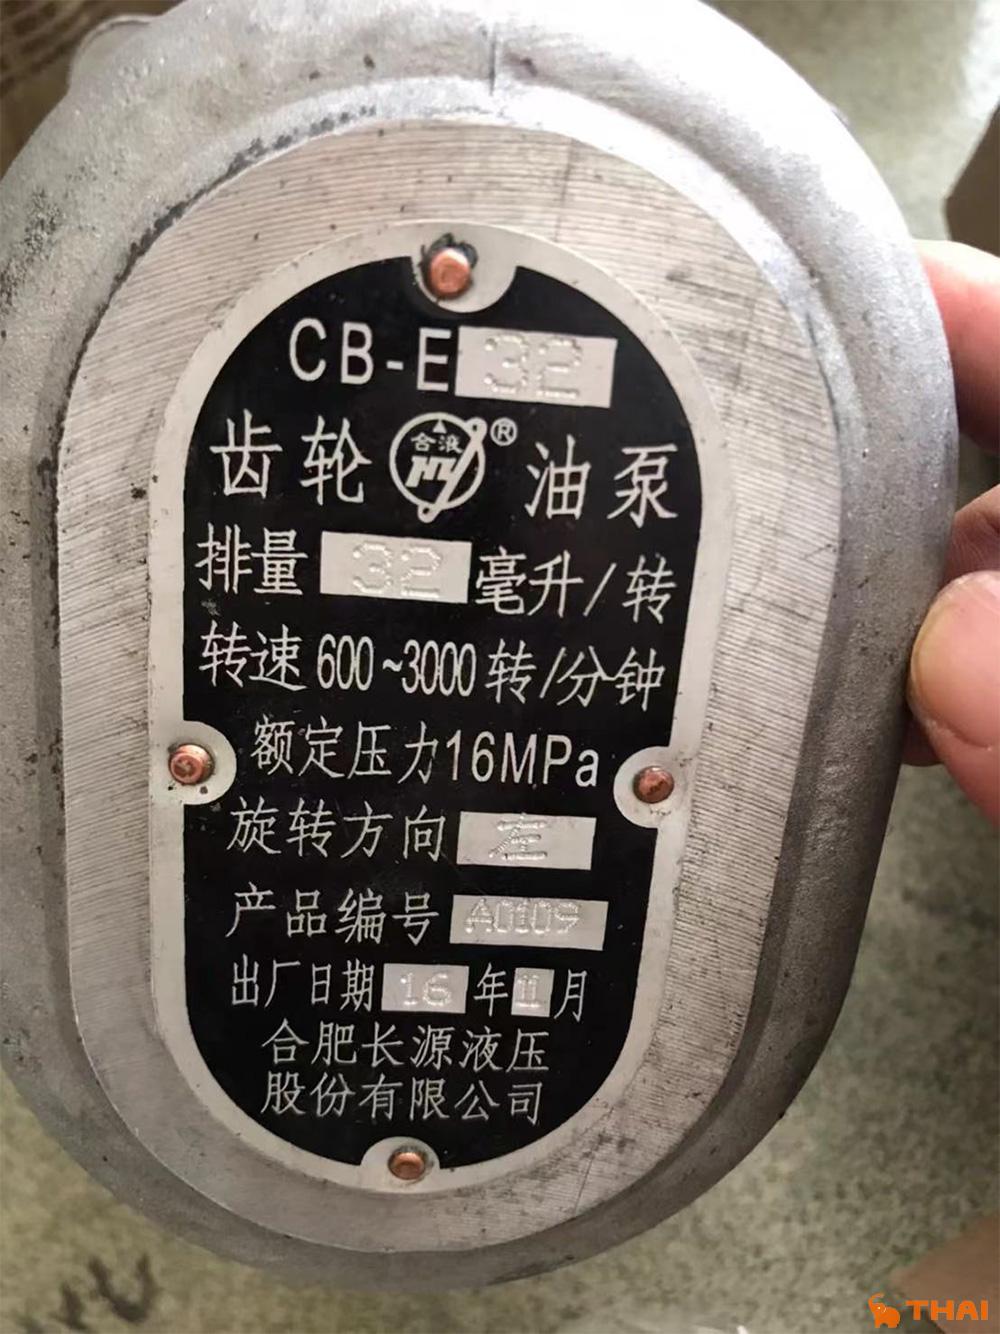 CB-E32
齿轮 合液 HY ® 油泵
排量 32 毫升/转
转速 600~3000 转/分钟
额定压力16MPa
旋转方向 左
产品编号 A0109
出厂日期 16 年 11 月
合肥长源液压
股份有限公司
THAI